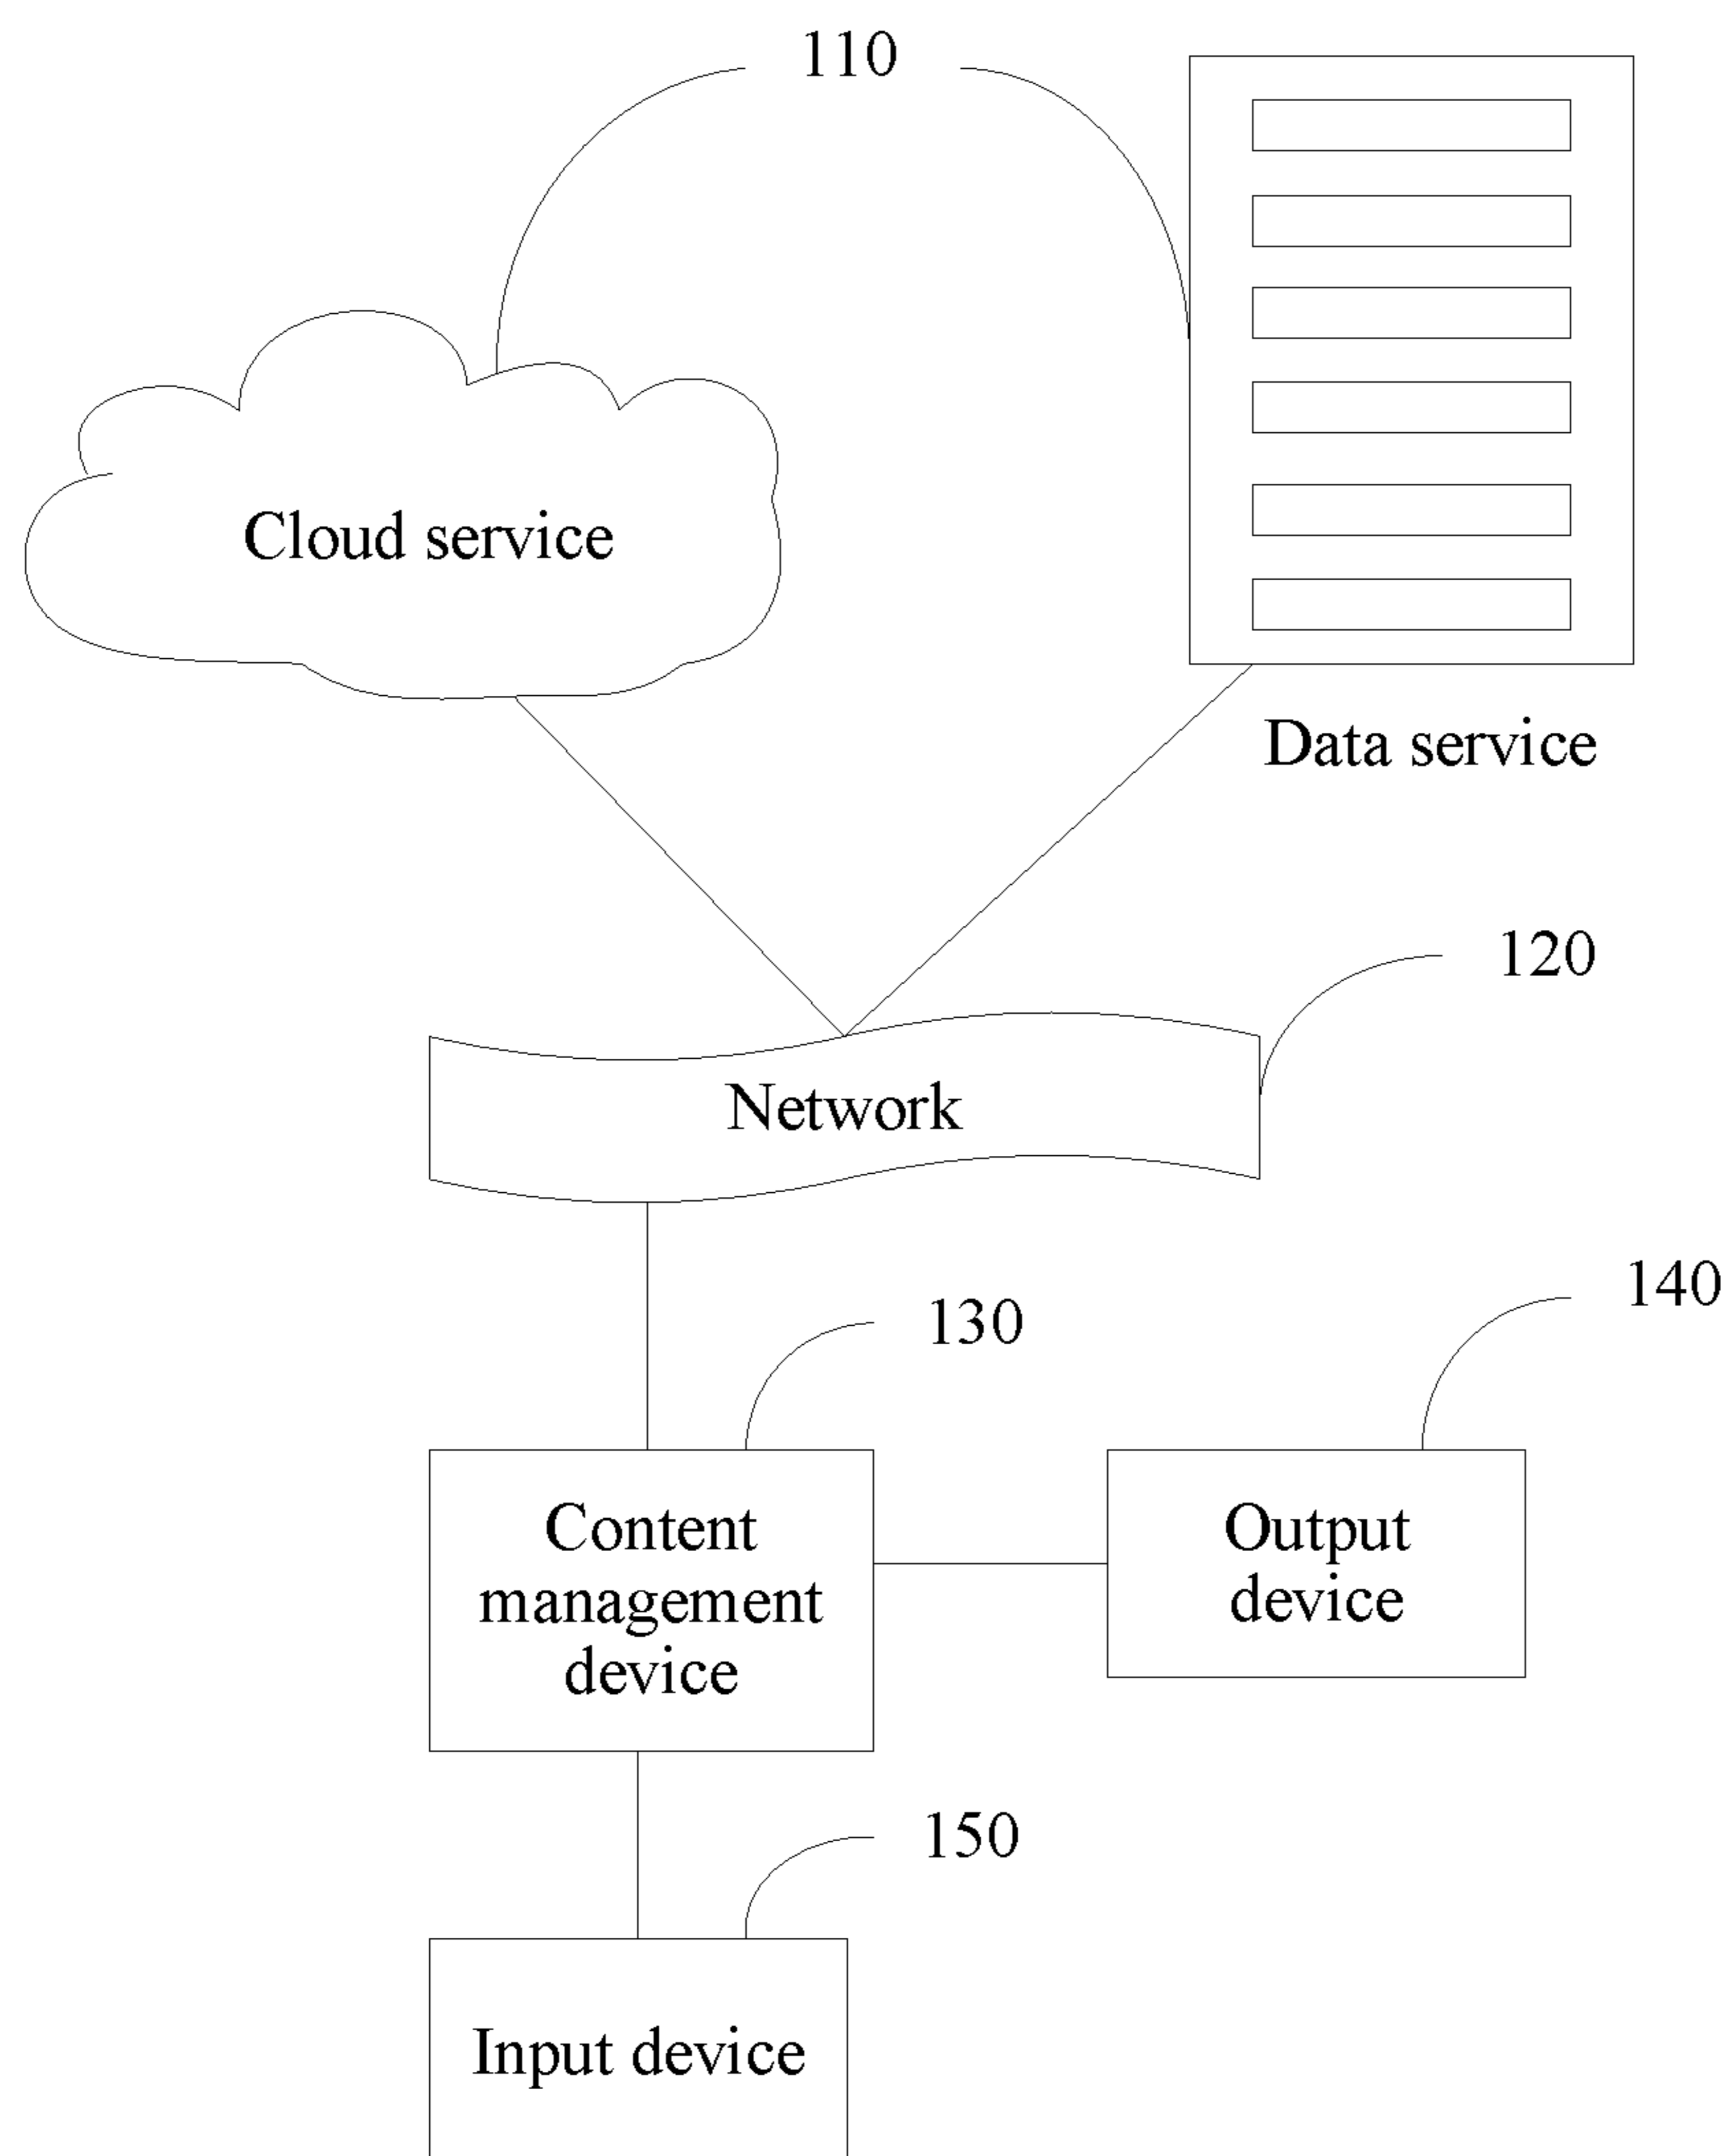 110
Cloud service
Data service
120
Network
140
130
Content
management
device
Output
device
150
Input device